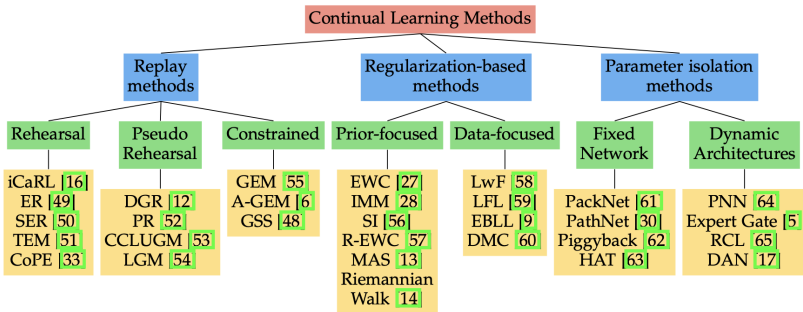 Continual Learning Methods
Replay
methods
Regularization-based
methods
Parameter isolation
methods
Rehearsal
Pseudo
Rehearsal
Constrained
Prior-focused
Data-focused
Fixed
Network
Dynamic
Architectures
iCaRL [16]
ER [49]
SER [50]
TEM [51]
CoPE [33]
DGR [12]
PR [52]
CCLUGM [53]
LGM [54]
GEM [55]
A-GEM [6]
GSS [48]
EWC [27]
IMM [28]
SI [56]
R-EWC [57]
MAS [13]
Riemannian
Walk [14]
LwF [58]
LFL [59]
EBLL [9]
DMC [60]
PackNet [61]
PathNet [30]
Piggyback [62]
HAT [63]
PNN [64]
Expert Gate [5]
RCL [65]
DAN [17]